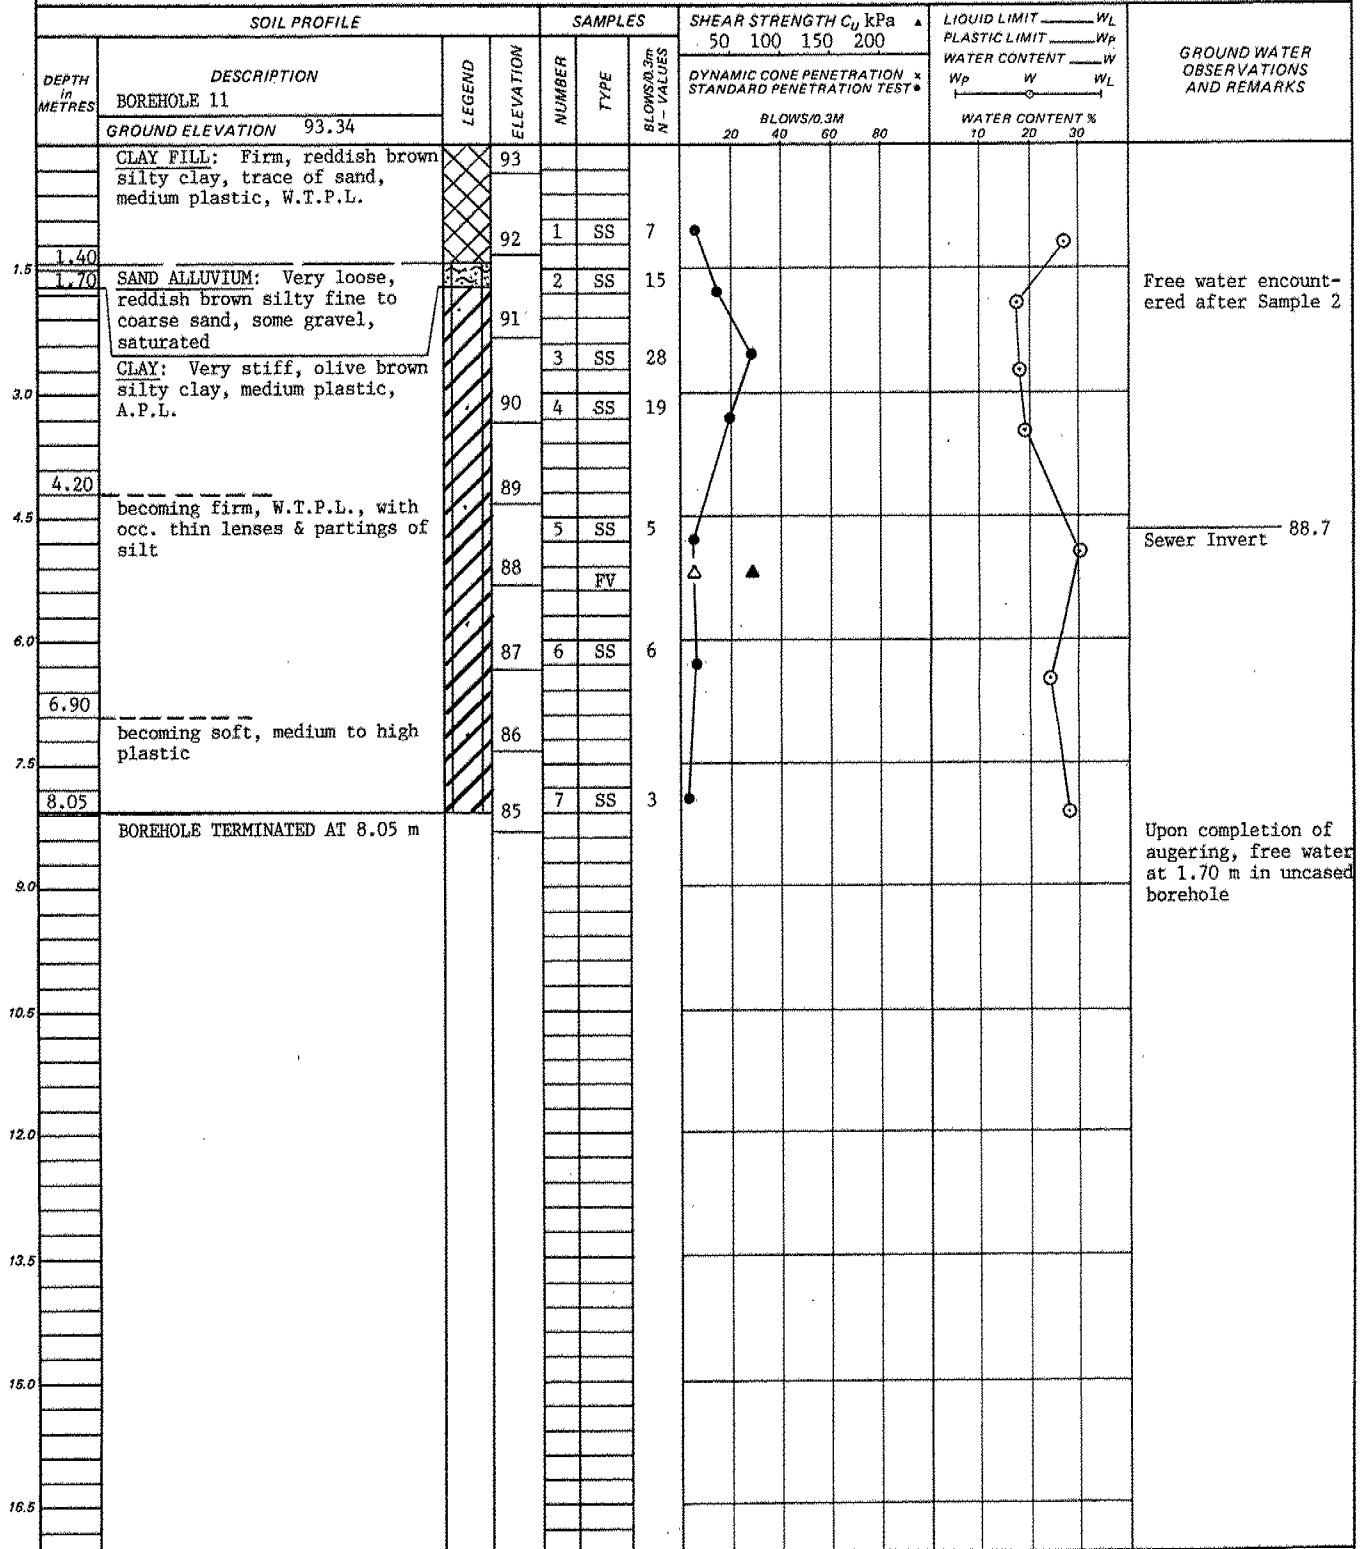 SOIL PROFILE
SAMPLES
SHEAR STRENGTH Cu kPa ▲
50 100 150 200
DYNAMIC CONE PENETRATION x
STANDARD PENETRATION TEST ●
BLOWS/0.3M
20 40 60 80
LIQUID LIMIT WL
PLASTIC LIMIT Wp
WATER CONTENT W
Wp W WL
WATER CONTENT %
10 20 30
GROUND WATER
OBSERVATIONS
AND REMARKS
DEPTH
in
METRES
DESCRIPTION
BOREHOLE 11
GROUND ELEVATION 93.34
LEGEND
ELEVATION
NUMBER
TYPE
BLOWS/0.3m
N - VALUES
CLAY FILL: Firm, reddish brown
silty clay, trace of sand,
medium plastic, W.T.P.L.
93
92
1 SS 7
1.40
1.5
1.70
SAND ALLUVIUM: Very loose,
reddish brown silty fine to
coarse sand, some gravel,
saturated
2 SS 15
Free water encount-
ered after Sample 2
91
CLAY: Very stiff, olive brown
silty clay, medium plastic,
A.P.L.
3 SS 28
3.0
90
4 SS 19
4.20
89
becoming firm, W.T.P.L., with
occ. thin lenses & partings of
silt
4.5
5 SS 5
Sewer Invert 88.7
88
FV
6.0
87
6 SS 6
6.90
becoming soft, medium to high
plastic
86
7.5
8.05
85
7 SS 3
BOREHOLE TERMINATED AT 8.05 m
Upon completion of
augering, free water
at 1.70 m in uncased
borehole
9.0
10.5
12.0
13.5
15.0
16.5